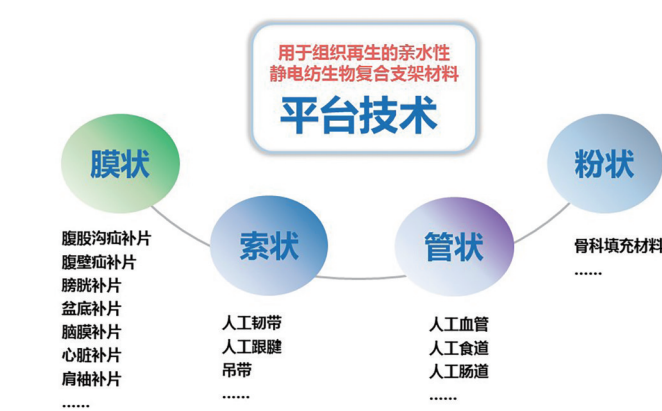 用于组织再生的亲水性
静电纺生物复合支架材料
平台技术
膜状
腹股沟疝补片
腹壁疝补片
膀胱补片
盆底补片
脑膜补片
心脏补片
肩袖补片
......
索状
人工韧带
人工跟腱
吊带
......
管状
人工血管
人工食道
人工肠道
......
粉状
骨科填充材料
......